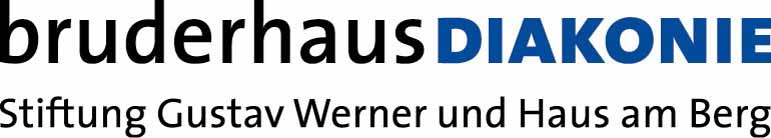 bruderhausDIAKONIE
Stiftung Gustav Werner und Haus am Berg